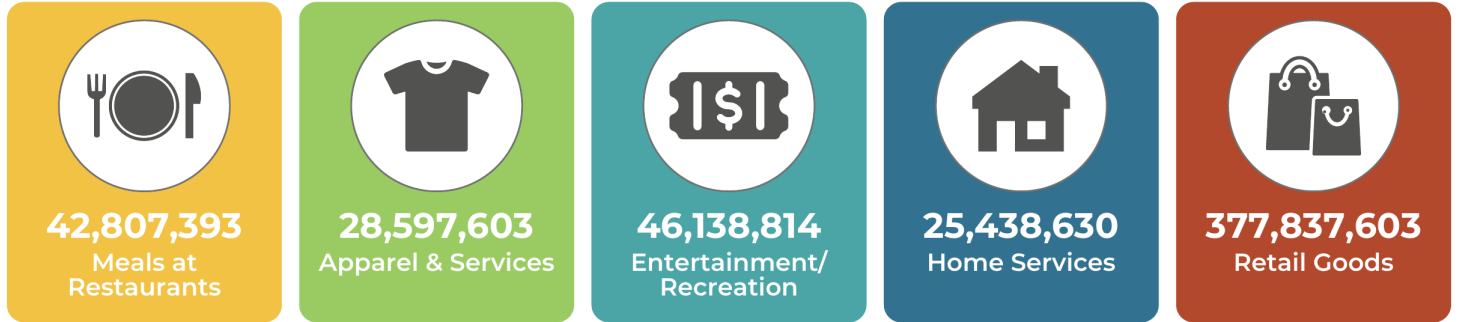 42,807,393
Meals at
Restaurants
28,597,603
Apparel & Services
$
46,138,814
Entertainment/
Recreation
25,438,630
Home Services
377,837,603
Retail Goods